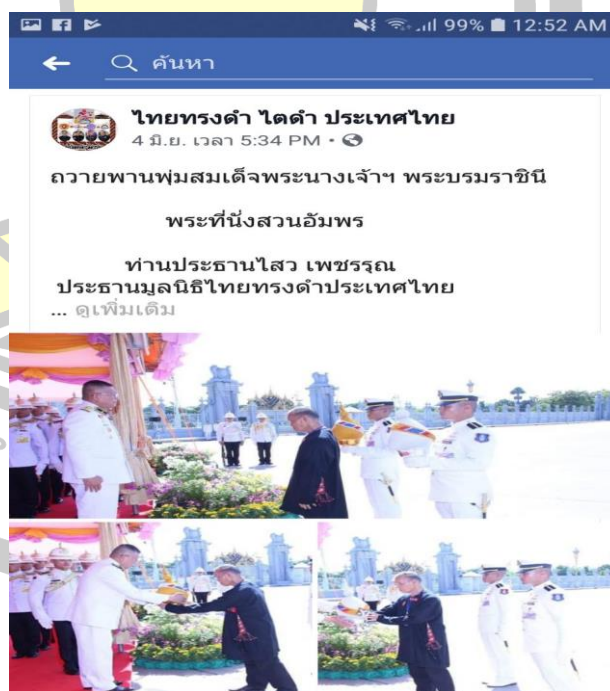 99% 12:52 AM
ค้นหา
ไทยทรงดำ ไตดำ ประเทศไทย
4 มิ.ย. เวลา 5:34 PM •
ถวายพานพุ่มสมเด็จพระนางเจ้าฯ พระบรมราชินี
พระที่นั่งสวนอัมพร
ท่านประธานไสว เพชรรุณ
ประธานมูลนิธิไทยทรงดำประเทศไทย
... ดูเพิ่มเติม